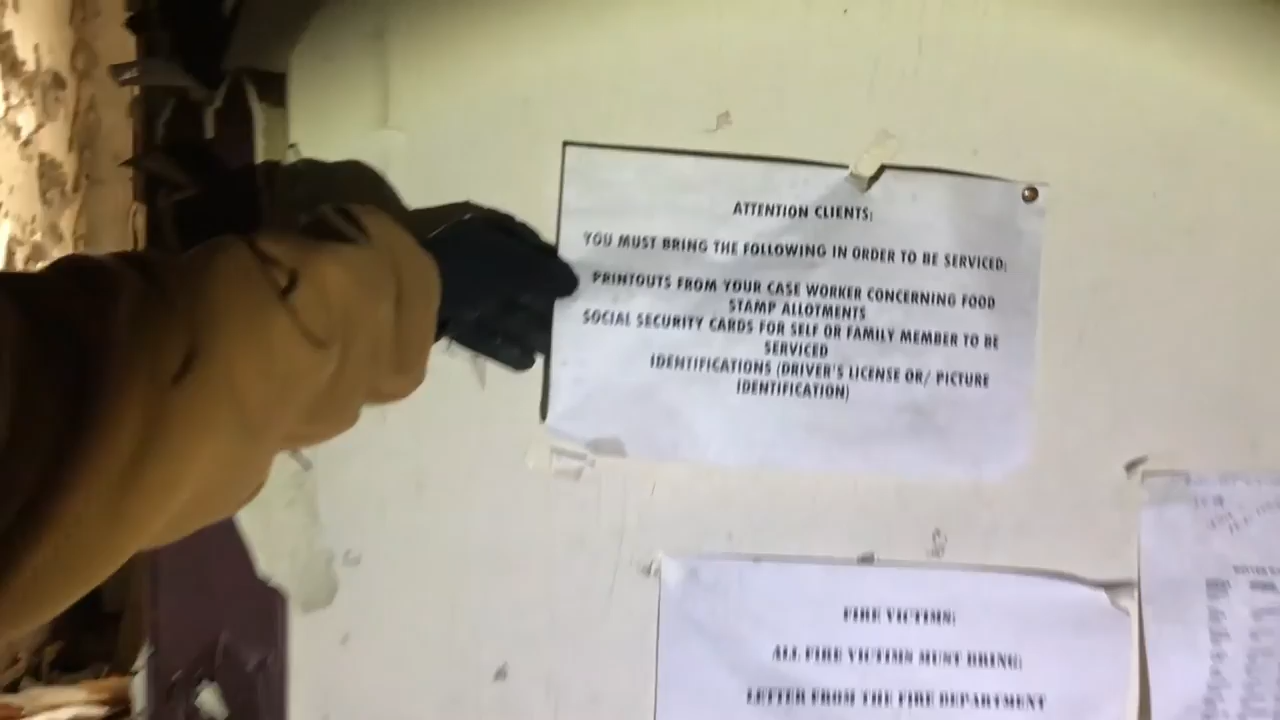 ATTENTION CLIENTS:
YOU MUST BRING THE FOLLOWING IN ORDER TO BE SERVICED:
PRINTOUTS FROM YOUR CASE WORKER CONCERNING FOOD
STAMP ALLOTMENTS
SOCIAL SECURITY CARDS FOR SELF OR FAMILY MEMBER TO BE
SERVICED
IDENTIFICATIONS (DRIVER'S LICENSE OR/ PICTURE
IDENTIFICATION)
FIRE VICTIMS:
ALL FIRE VICTIMS MUST BRING:
LETTER FROM THE FIRE DEPARTMENT